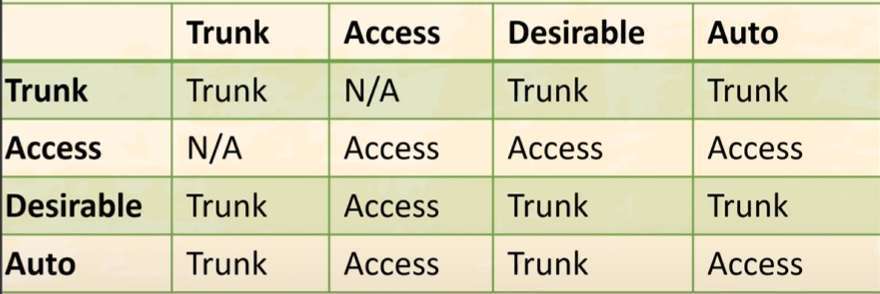 Trunk Access Desirable Auto
Trunk Trunk N/A Trunk Trunk
Access N/A Access Access Access
Desirable Trunk Access Trunk Trunk
Auto Trunk Access Trunk Access